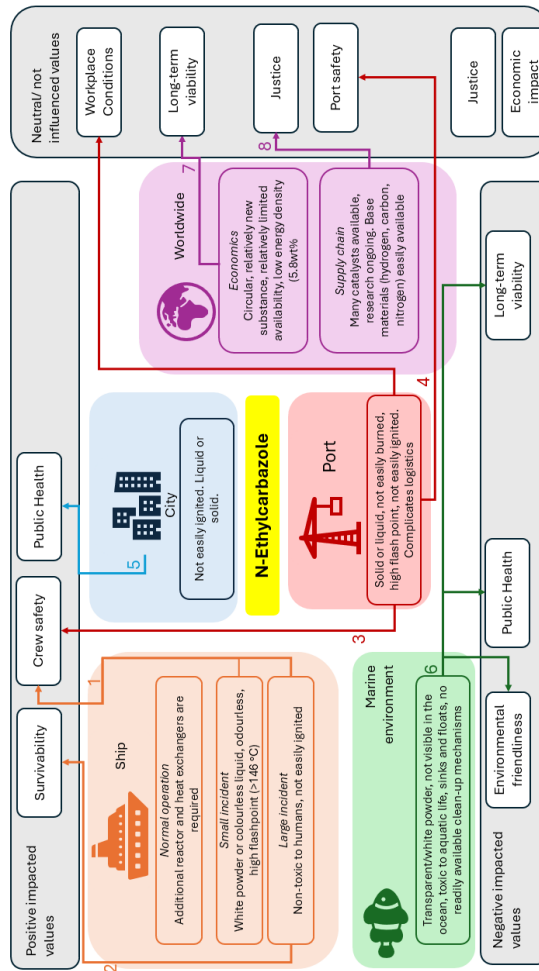 Positive impacted
values
Survivability
Crew safety
Public Health
Neutral/ not
influenced values
Workplace
Conditions
Long-term
viability
Justice
Port safety
Justice
Economic
impact
Ship
Normal operation
Additional reactor and heat exchangers are
required
Small incident
White powder or colourless liquid, odourless,
high flashpoint (>146 °C)
Large incident
Non-toxic to humans, not easily ignited
1
2
City
Not easily ignited. Liquid or
solid.
5
N-Ethylcarbazole
Port
Solid or liquid, not easily burned,
high flash point, not easily ignited.
Complicates logistics
3
4
Worldwide
Economics
Circular, relatively new
substance, relatively limited
availability, low energy density
(5.8wt%
Supply chain
Many catalysts available,
research ongoing. Base
materials (hydrogen, carbon,
nitrogen) easily available
7
8
Marine
environment
Transparent/white powder, not visible in the
ocean, toxic to aquatic life, sinks and floats, no
readily available clean-up mechanisms
6
Negative impacted
values
Environmental
friendliness
Public Health
Long-term
viability